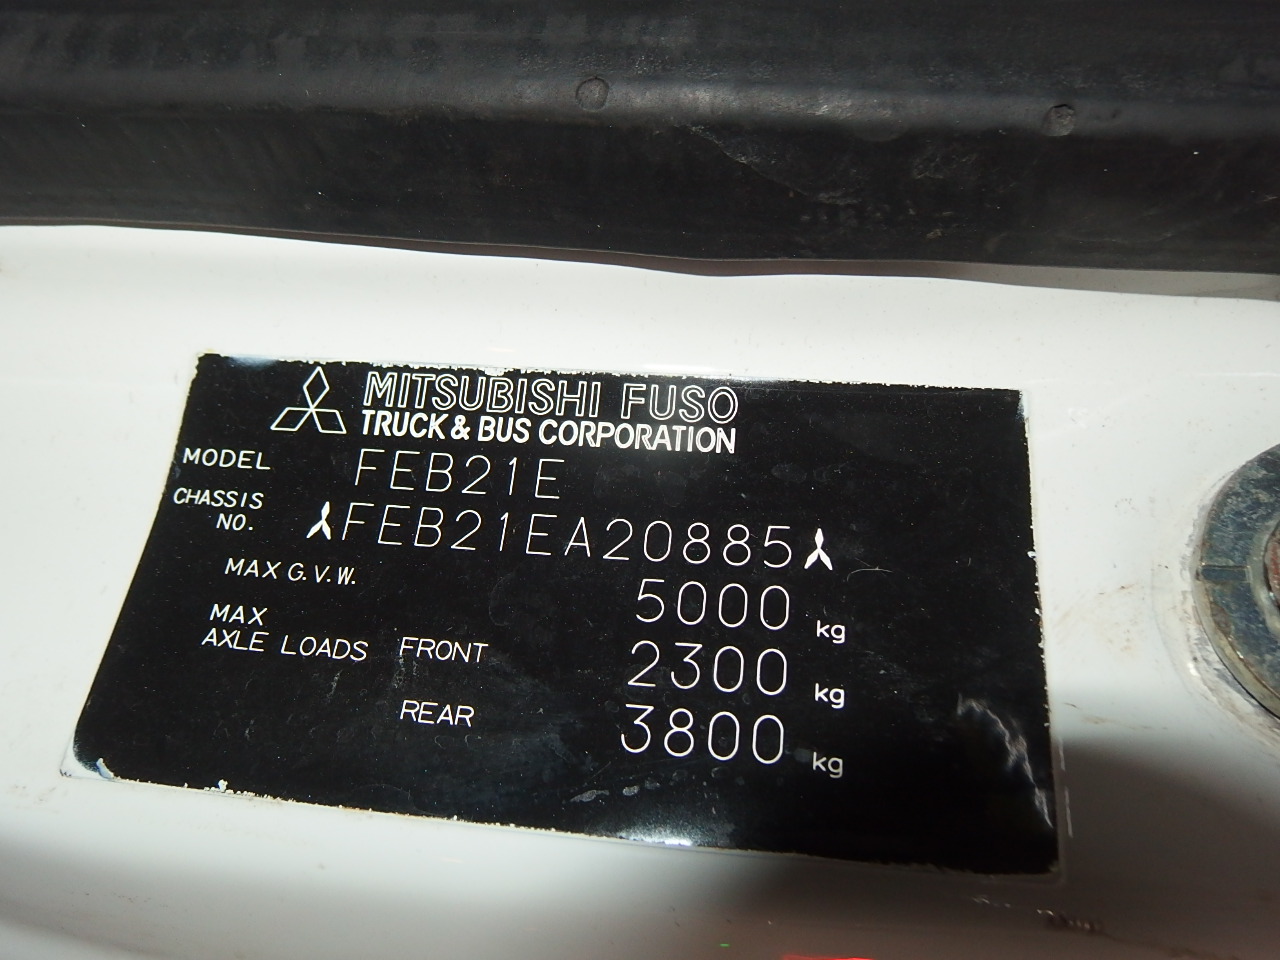 MITSUBISHI FUSO
TRUCK & BUS CORPORATION
MODEL FEB21E
CHASSIS
NO. FEB21EA20885
MAX G.V.W. 5000 kg
MAX
AXLE LOADS FRONT 2300 kg
REAR 3800 kg